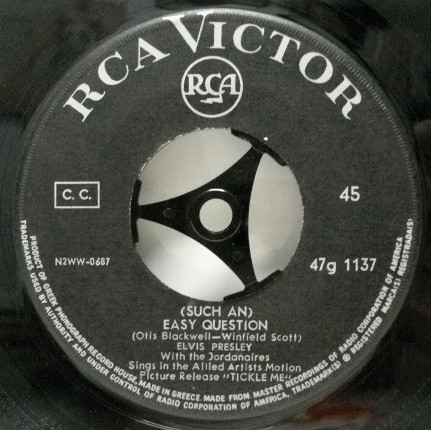 RCA VICTOR
RCA
C. C.
45
N2WW-0687
47g 1137
(SUCH AN)
EASY QUESTION
(Otis Blackwell—Winfield Scott)
ELVIS PRESLEY
With the Jordanaires
Sings in the Allied Artists Motion
Picture Release "TICKLE ME"
PRODUCT OF GREEK PHONOGRAPH RECORD HOUSE, MADE IN GREECE. MADE FROM MASTER RECORDINGS OF RADIO CORPORATION OF AMERICA,
TRADEMARKS USED BY AUTHORITY AND UNDER CONTROL OF RADIO CORPORATION OF AMERICA, TRADEMARK(S) ® REGISTERED MARCA(S) REGISTRADA(S)